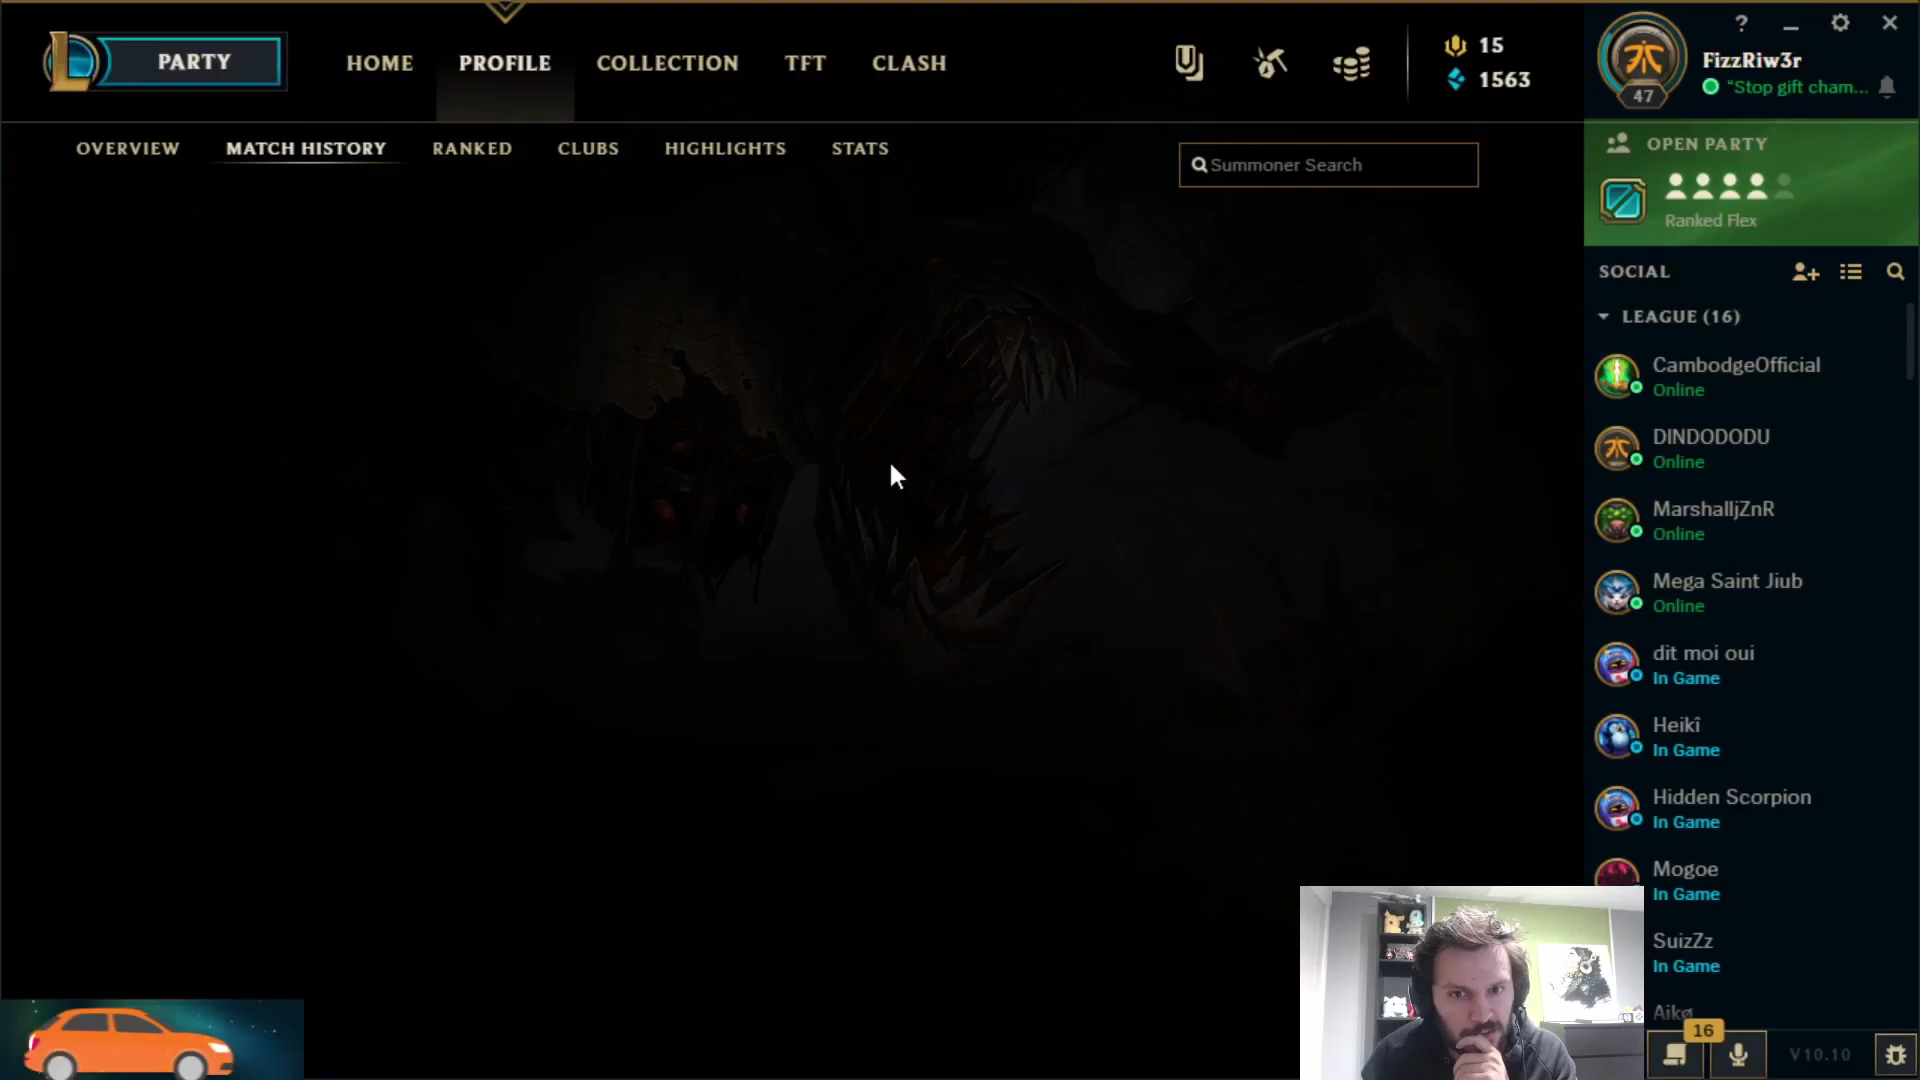 PARTY
HOME
PROFILE
COLLECTION
TFT
CLASH
15
1563
?
FizzRiw3r
"Stop gift cham...
47
OVERVIEW
MATCH HISTORY
RANKED
CLUBS
HIGHLIGHTS
STATS
Summoner Search
OPEN PARTY
Ranked Flex
SOCIAL
LEAGUE (16)
CambodgeOfficial
Online
DINDODODU
Online
MarshalljZnR
Online
Mega Saint Jiub
Online
dit moi oui
In Game
Heikî
In Game
Hidden Scorpion
In Game
Mogoe
In Game
SuizZz
In Game
16
V10.10